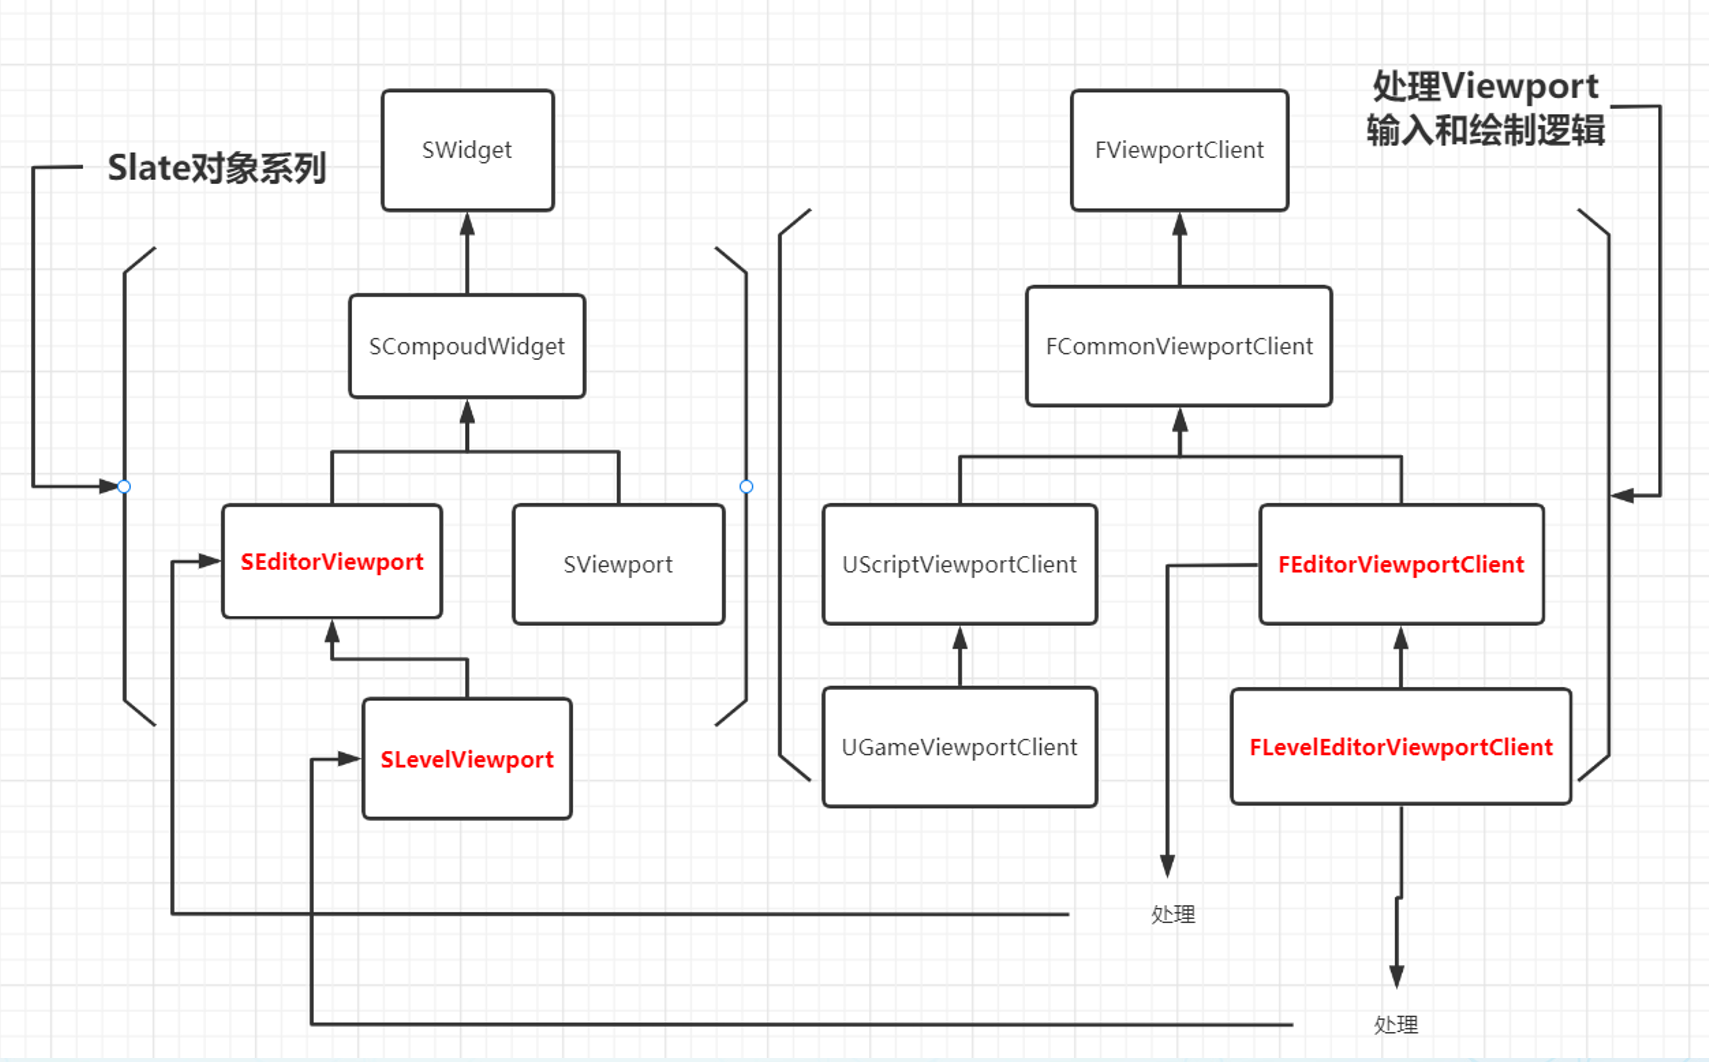 处理Viewport
输入和绘制逻辑
SWidget
FViewportClient
Slate对象系列
SCompoudWidget
FCommonViewportClient
SEditorViewport
SViewport
UScriptViewportClient
FEditorViewportClient
SLevelViewport
UGameViewportClient
FLevelEditorViewportClient
处理
处理